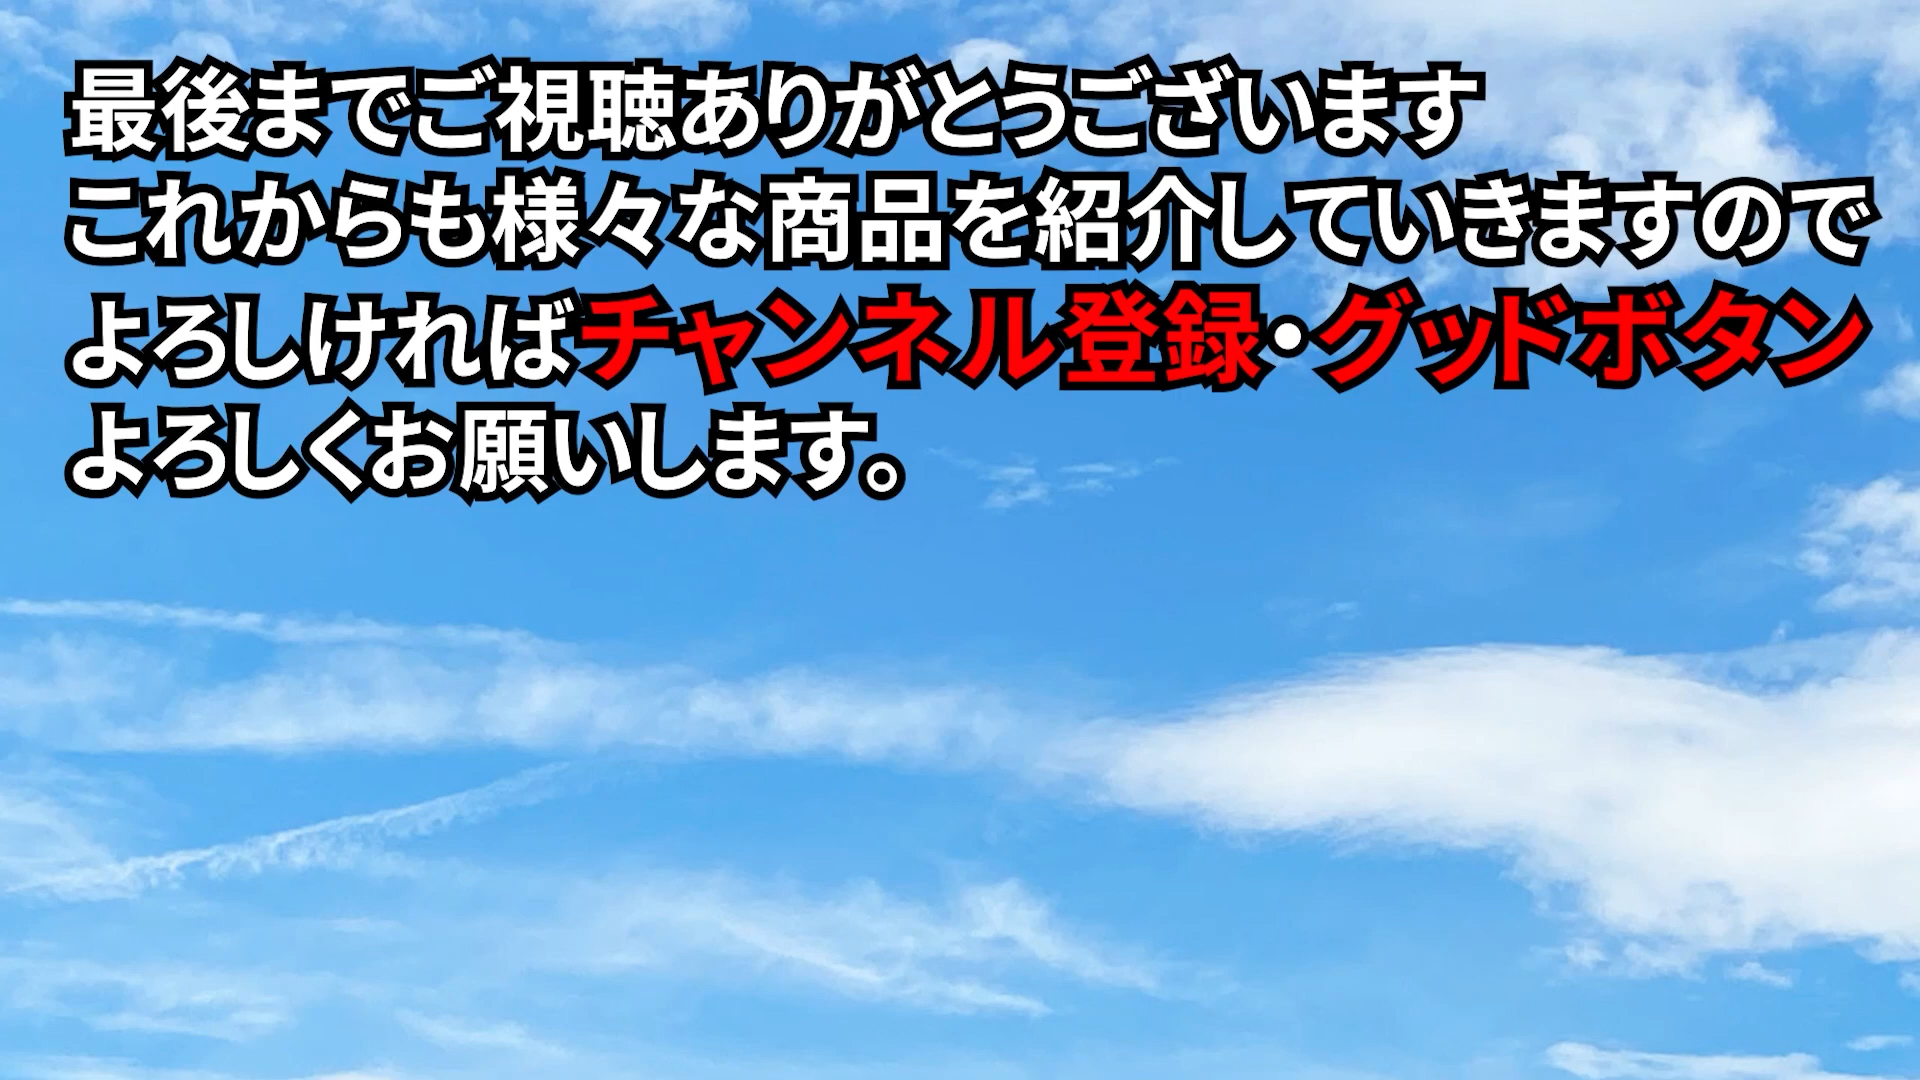 最後までご視聴ありがとうございます
これからも様々な商品を紹介していきますので
よろしければチャンネル登録・グッドボタン
よろしくお願いします。